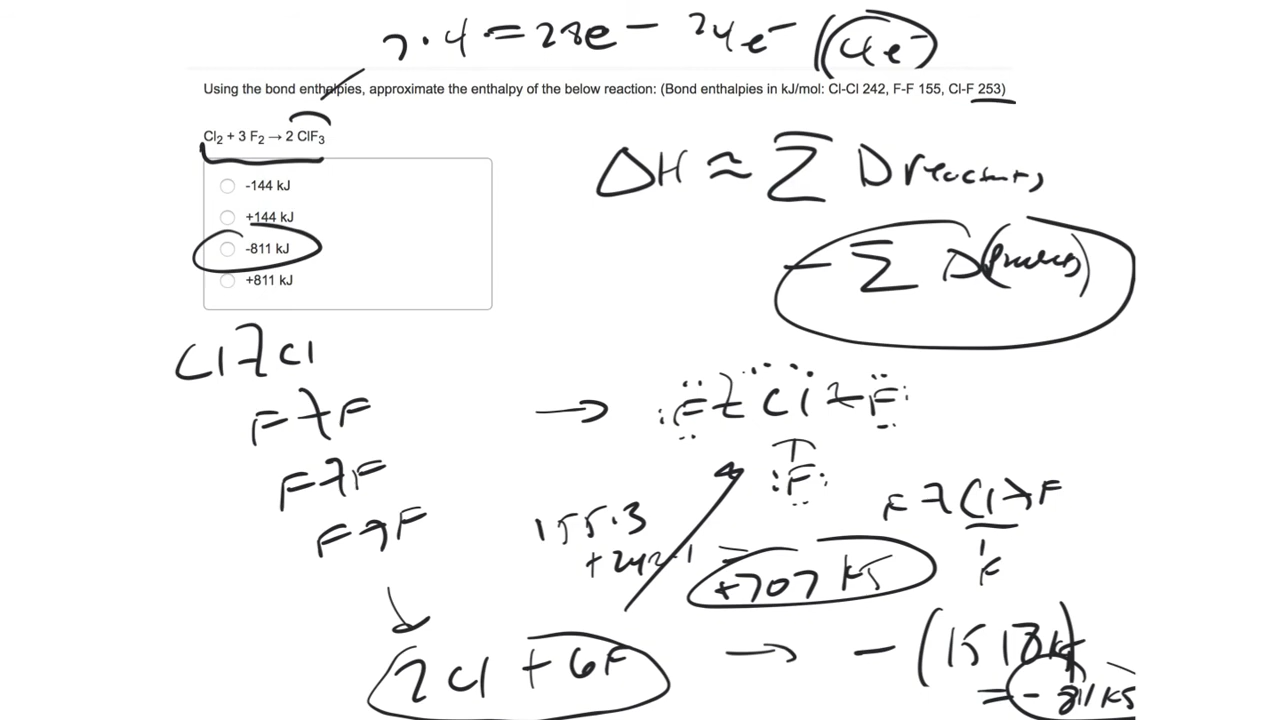 7·4 = 28e − 24e⁻ (4e⁻)
Using the bond enthalpies, approximate the enthalpy of the below reaction: (Bond enthalpies in kJ/mol: Cl-Cl 242, F-F 155, Cl-F 253)
Cl₂ + 3 F₂ → 2 ClF₃
ΔH ≈ Σ D reactants
-144 kJ
+144 kJ
− Σ D(
-811 kJ
+811 kJ
Cl Cl
F F → :F Cl F:
F F :F:
F F 155·3
F Cl F
F
+242·1 = +707 kJ
2Cl + 6F → − (1518 kJ)
= − 811 kJ